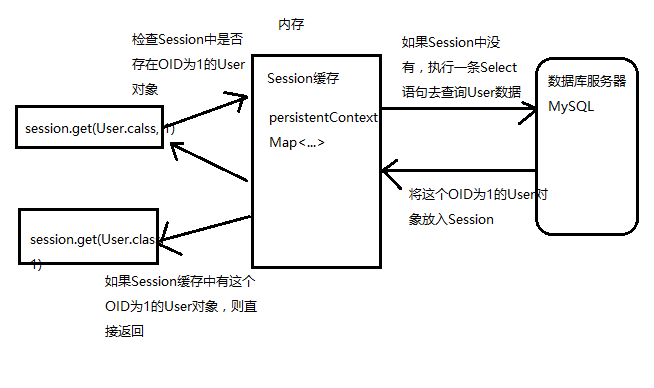 内存
检查Session中是否
存在OID为1的User
对象
session.get(User.calss, 1)
Session缓存
persistentContext
Map<...>
如果Session中没
有，执行一条Select
语句去查询User数据
数据库服务器
MySQL
将这个OID为1的User对
象放入Session
session.get(User.clas
1)
如果Session缓存中有这个
OID为1的User对象，则直
接返回